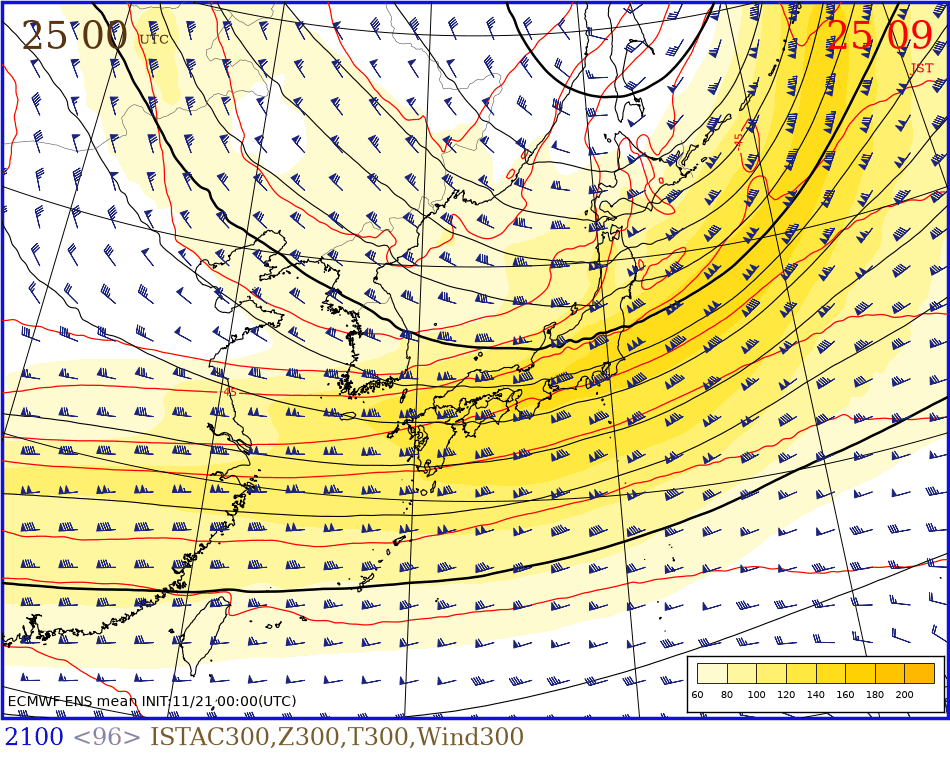 25 00 UTC 25 09 JST
-45
-45
ECMWF ENS mean INIT:11/21 00:00(UTC)
60 80 100 120 140 160 180 200
2100 <96> ISTAC300,Z300,T300,Wind300